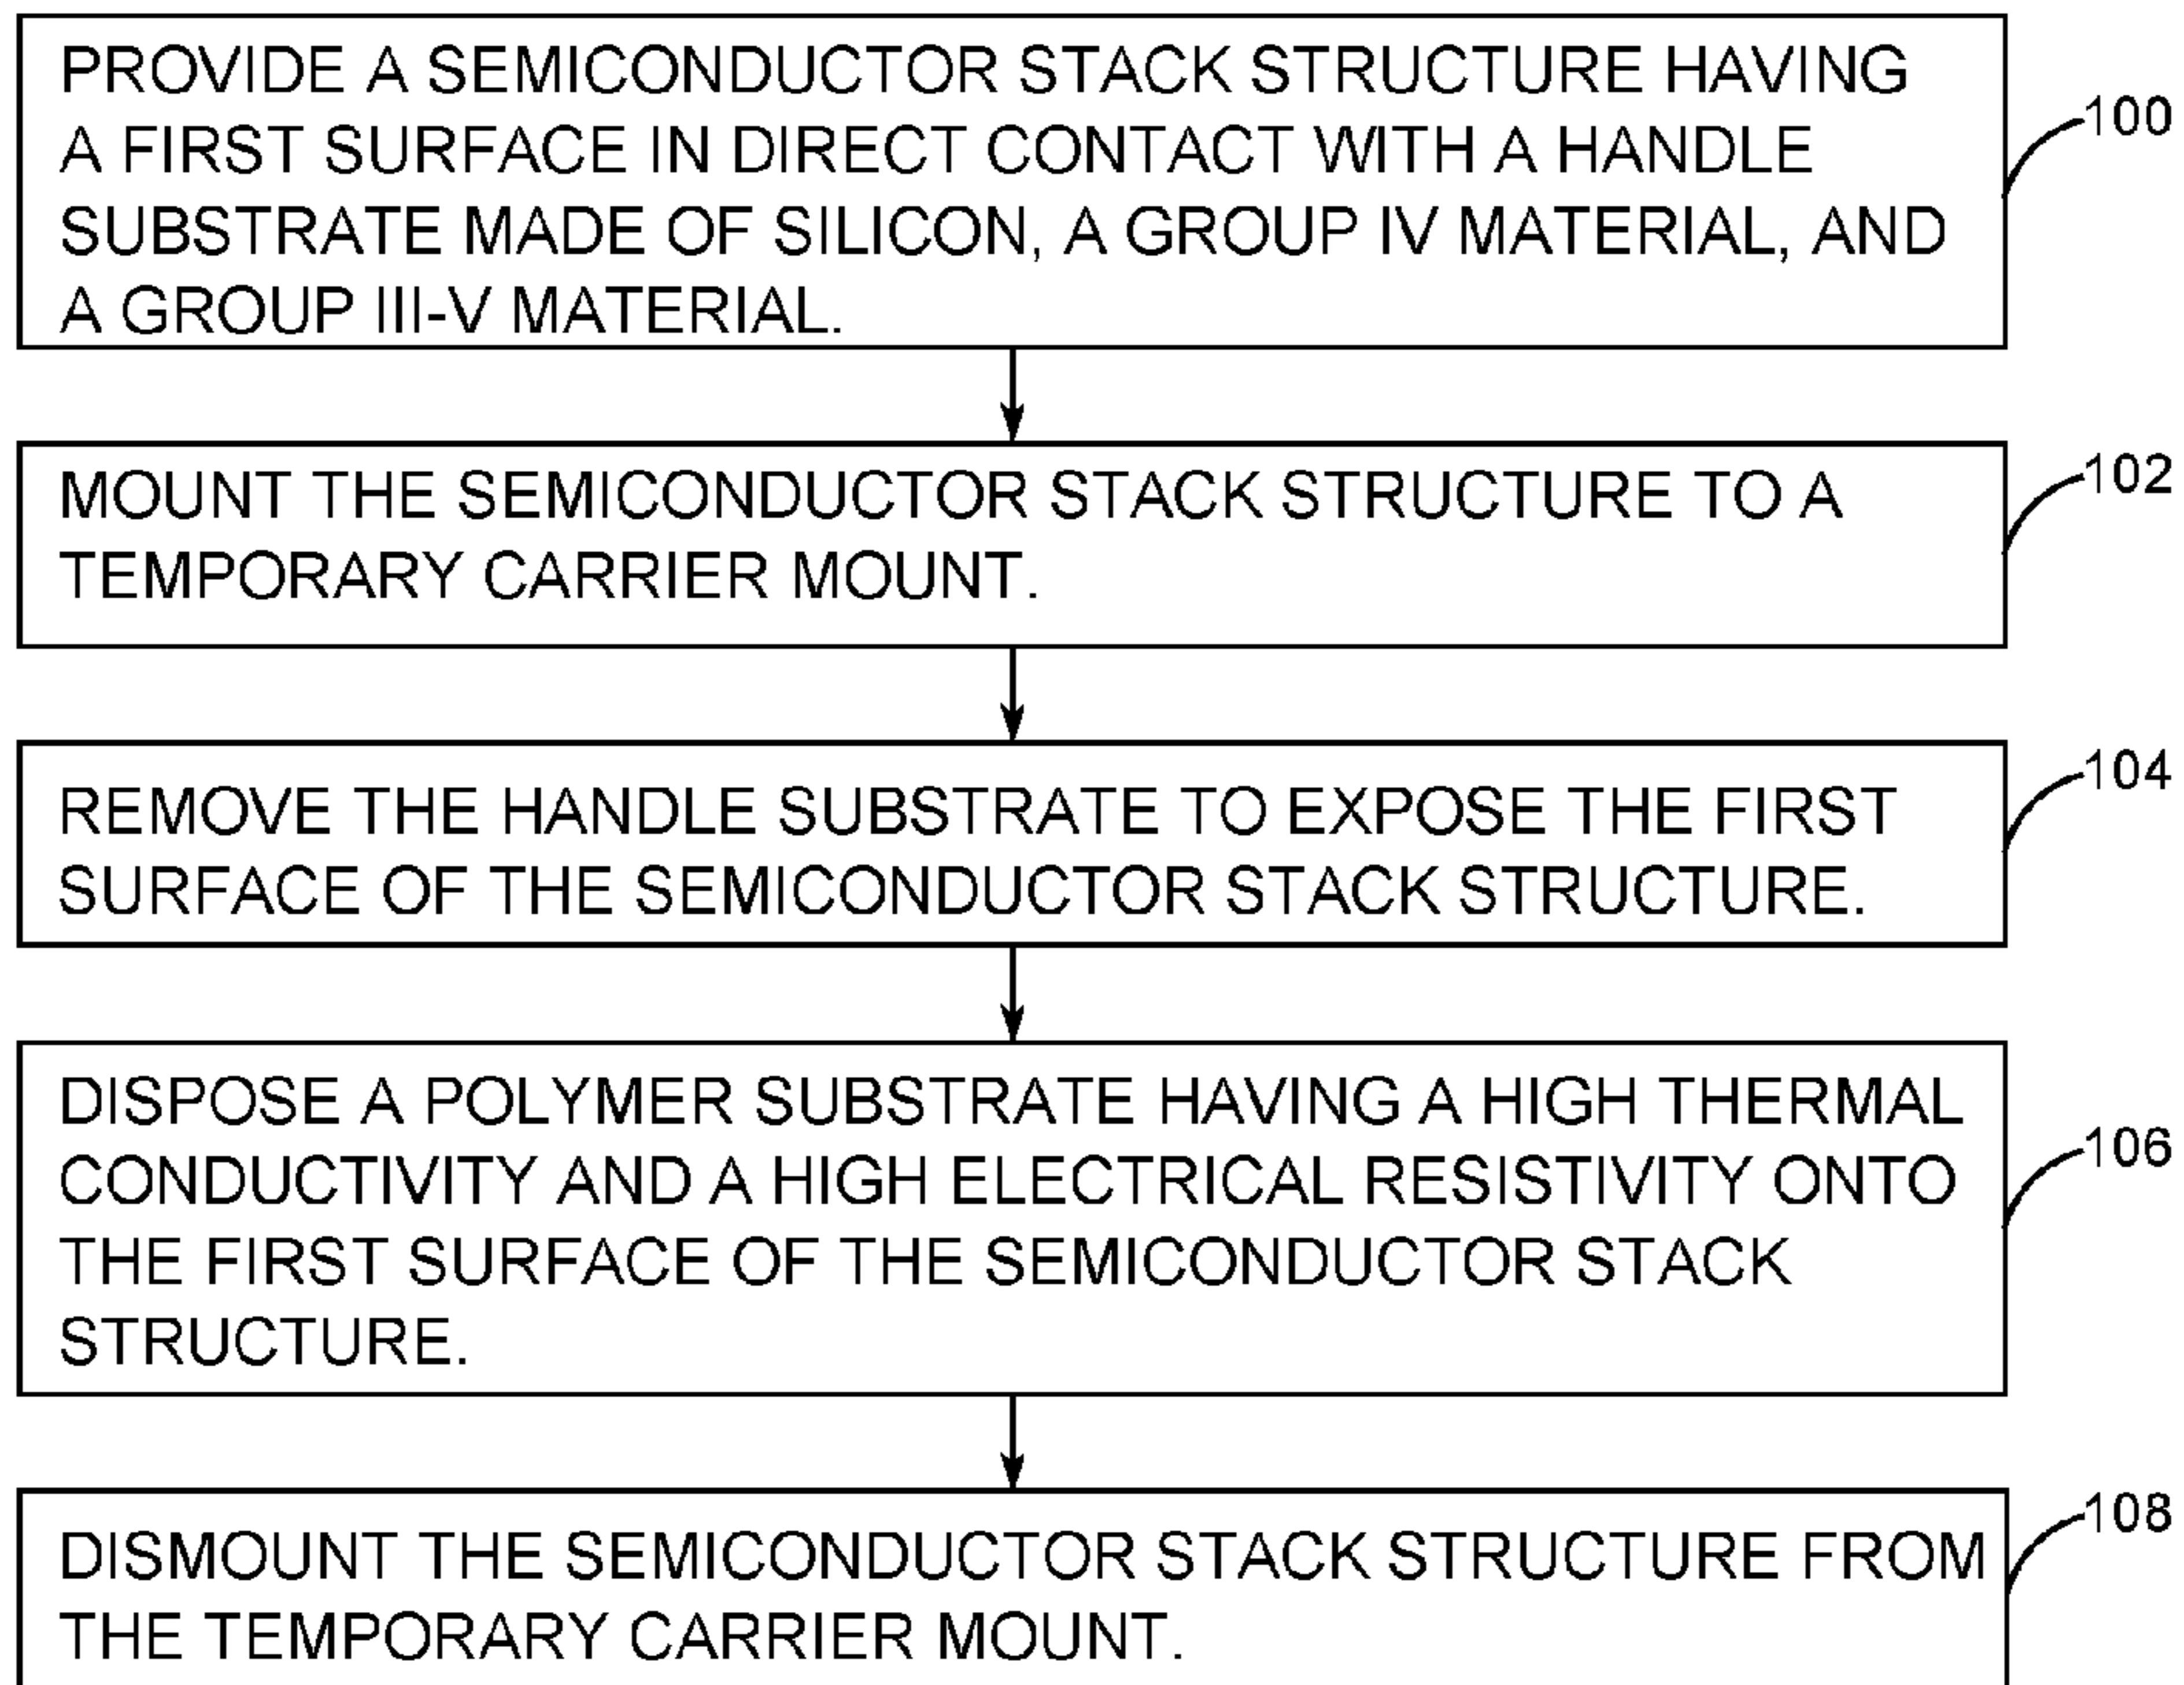 PROVIDE A SEMICONDUCTOR STACK STRUCTURE HAVING
A FIRST SURFACE IN DIRECT CONTACT WITH A HANDLE
SUBSTRATE MADE OF SILICON, A GROUP IV MATERIAL, AND
A GROUP III-V MATERIAL.
100
MOUNT THE SEMICONDUCTOR STACK STRUCTURE TO A
TEMPORARY CARRIER MOUNT.
102
REMOVE THE HANDLE SUBSTRATE TO EXPOSE THE FIRST
SURFACE OF THE SEMICONDUCTOR STACK STRUCTURE.
104
DISPOSE A POLYMER SUBSTRATE HAVING A HIGH THERMAL
CONDUCTIVITY AND A HIGH ELECTRICAL RESISTIVITY ONTO
THE FIRST SURFACE OF THE SEMICONDUCTOR STACK
STRUCTURE.
106
DISMOUNT THE SEMICONDUCTOR STACK STRUCTURE FROM
THE TEMPORARY CARRIER MOUNT.
108